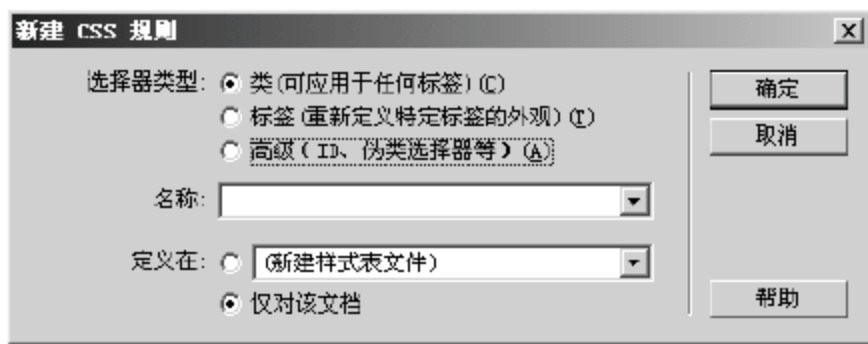 新建 CSS 规则
选择器类型: 类(可应用于任何标签)(C)
标签(重新定义特定标签的外观)(T)
高级(ID、伪类选择器等)(A)
名称:
定义在: (新建样式表文件)
仅对该文档
确定
取消
帮助